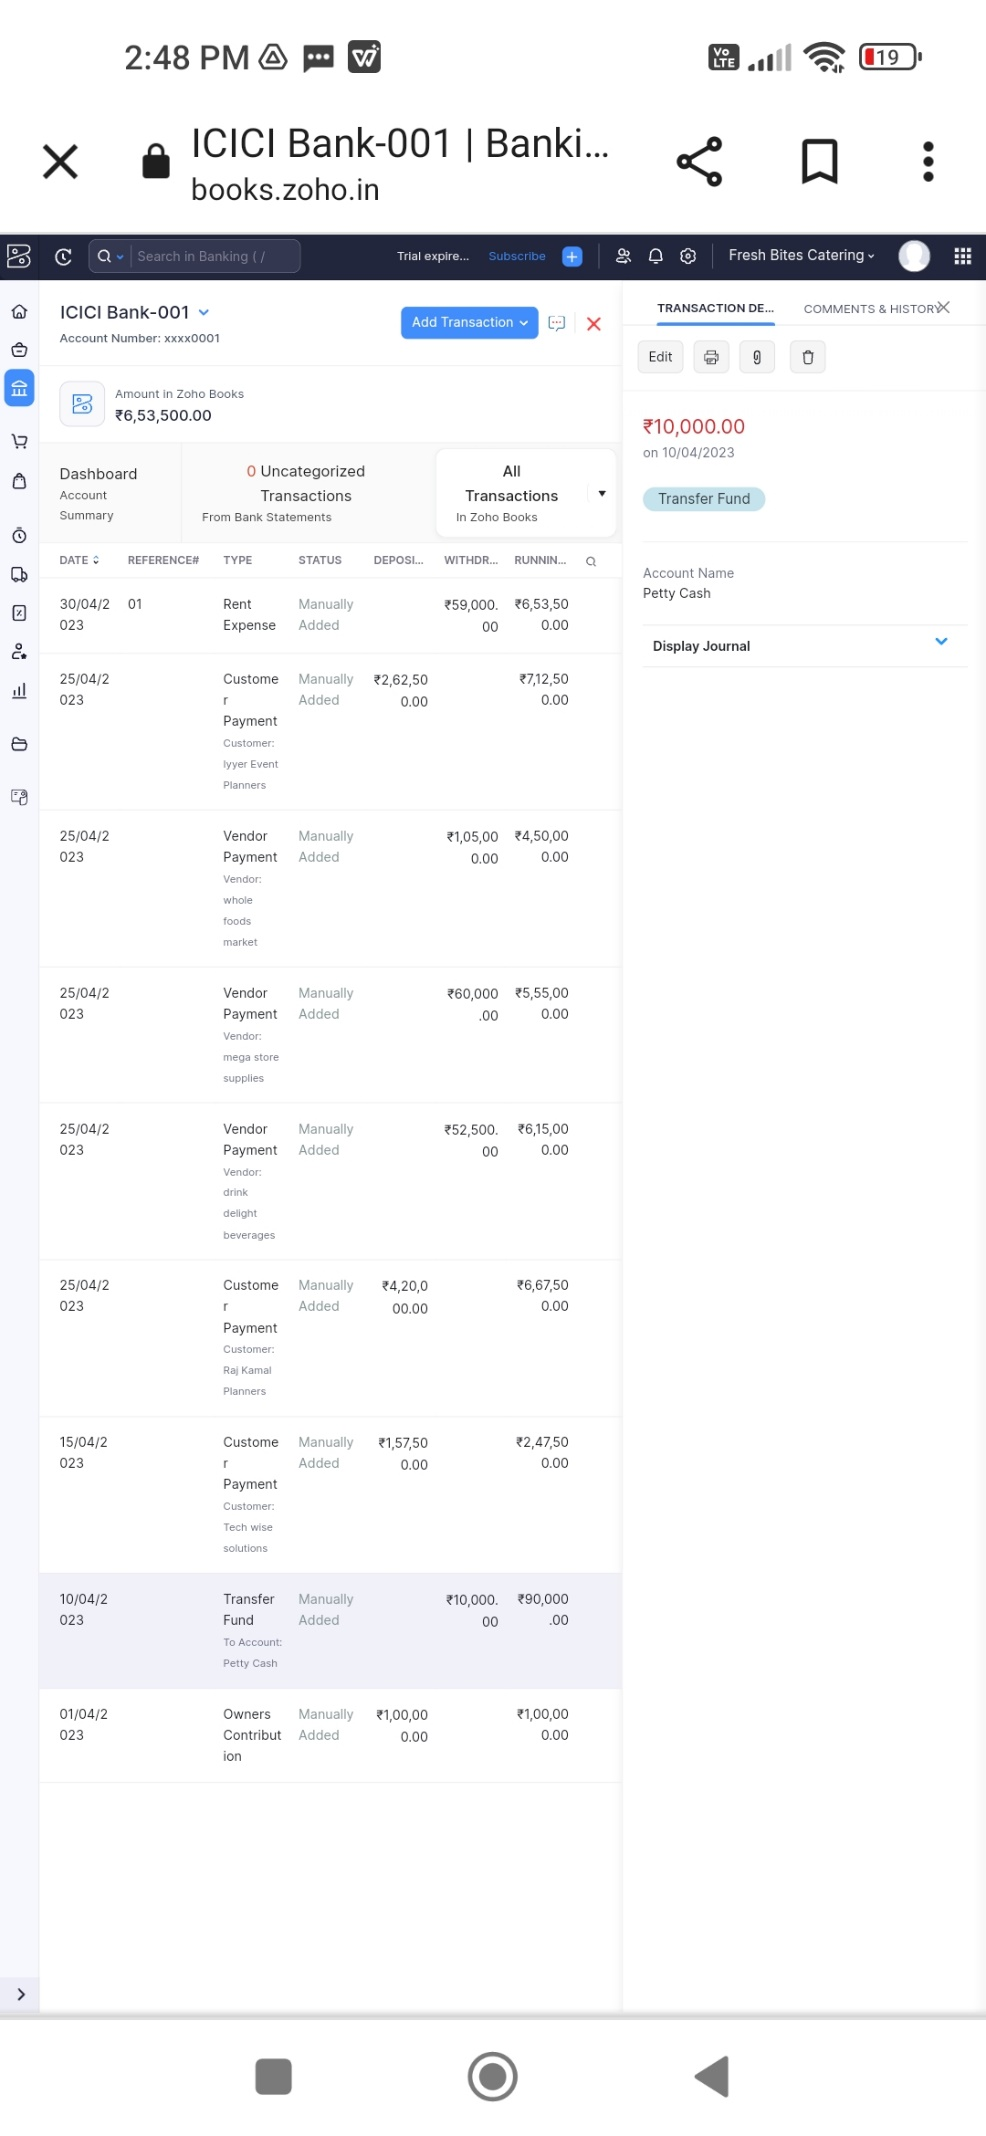 2:48 PM
Vo LTE
19
ICICI Bank-001 | Banki...
books.zoho.in
Search in Banking ( /
Trial expire...
Subscribe
Fresh Bites Catering
ICICI Bank-001
Account Number: xxxx0001
Add Transaction
Amount in Zoho Books
₹6,53,500.00
Dashboard
Account
Summary
0 Uncategorized
Transactions
From Bank Statements
All
Transactions
In Zoho Books
DATE REFERENCE# TYPE STATUS DEPOSI... WITHDR... RUNNIN...
30/04/2 01 Rent Manually ₹59,000. ₹6,53,50
023 Expense Added 00 0.00
25/04/2 Custome Manually ₹2,62,50 ₹7,12,50
023 r Added 0.00 0.00
Payment
Customer:
Iyyer Event
Planners
25/04/2 Vendor Manually ₹1,05,00 ₹4,50,00
023 Payment Added 0.00 0.00
Vendor:
whole
foods
market
25/04/2 Vendor Manually ₹60,000 ₹5,55,00
023 Payment Added .00 0.00
Vendor:
mega store
supplies
25/04/2 Vendor Manually ₹52,500. ₹6,15,00
023 Payment Added 00 0.00
Vendor:
drink
delight
beverages
25/04/2 Custome Manually ₹4,20,0 ₹6,67,50
023 r Added 00.00 0.00
Payment
Customer:
Raj Kamal
Planners
15/04/2 Custome Manually ₹1,57,50 ₹2,47,50
023 r Added 0.00 0.00
Payment
Customer:
Tech wise
solutions
10/04/2 Transfer Manually ₹10,000. ₹90,000
023 Fund Added 00 .00
To Account:
Petty Cash
01/04/2 Owners Manually ₹1,00,00 ₹1,00,00
023 Contribut Added 0.00 0.00
ion
TRANSACTION DE... COMMENTS & HISTORY
Edit
₹10,000.00
on 10/04/2023
Transfer Fund
Account Name
Petty Cash
Display Journal